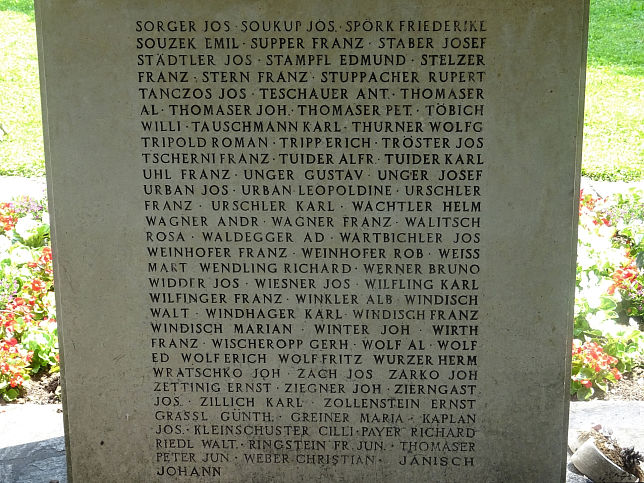 SORGER JOS · SOUKUP JOS. · SPÖRK FRIEDERIKE
SOUZEK EMIL · SUPPER FRANZ · STABER JOSEF
STÄDTLER JOS · STAMPFL EDMUND · STELZER
FRANZ · STERN FRANZ · STUPPACHER RUPERT
TANCZOS JOS · TESCHAUER ANT. · THOMASER
AL · THOMASER JOH. · THOMASER PET. · TÖBICH
WILLI · TAUSCHMANN KARL · THURNER WOLFG
TRIPOLD ROMAN · TRIPP ERICH · TRÖSTER JOS
TSCHERNI FRANZ · TUIDER ALFR. · TUIDER KARL
UHL FRANZ · UNGER GUSTAV · UNGER JOSEF
URBAN JOS · URBAN LEOPOLDINE · URSCHLER
FRANZ · URSCHLER KARL · WACHTLER HELM
WAGNER ANDR · WAGNER FRANZ · WALITSCH
ROSA · WALDEGGER AD · WARTBICHLER JOS
WEINHOFER FRANZ · WEINHOFER ROB · WEISS
MART WENDLING RICHARD · WERNER BRUNO
WIDDER JOS · WIESNER JOS · WILFLING KARL
WILFINGER FRANZ · WINKLER ALB WINDISCH
WALT · WINDHAGER KARL · WINDISCH FRANZ
WINDISCH MARIAN · WINTER JOH · WIRTH
FRANZ · WISCHEROPP GERH. · WOLF AL · WOLF
ED WOLF ERICH WOLF FRITZ WURZER HERM
WRATSCHKO JOH · ZACH JOS ZARKO JOH
ZETTINIG ERNST · ZIEGNER JOH · ZIERNGAST
JOS. · ZILLICH KARL · ZOLLENSTEIN ERNST
GRASSL GÜNTH. · GREINER MARIA · KAPLAN
JOS. · KLEINSCHUSTER CILLI · PAYER RICHARD
RIEDL WALT. · RINGSTEIN FR. JUN. · THOMASER
PETER JUN · WEBER CHRISTIAN · JÄNISCH
JOHANN